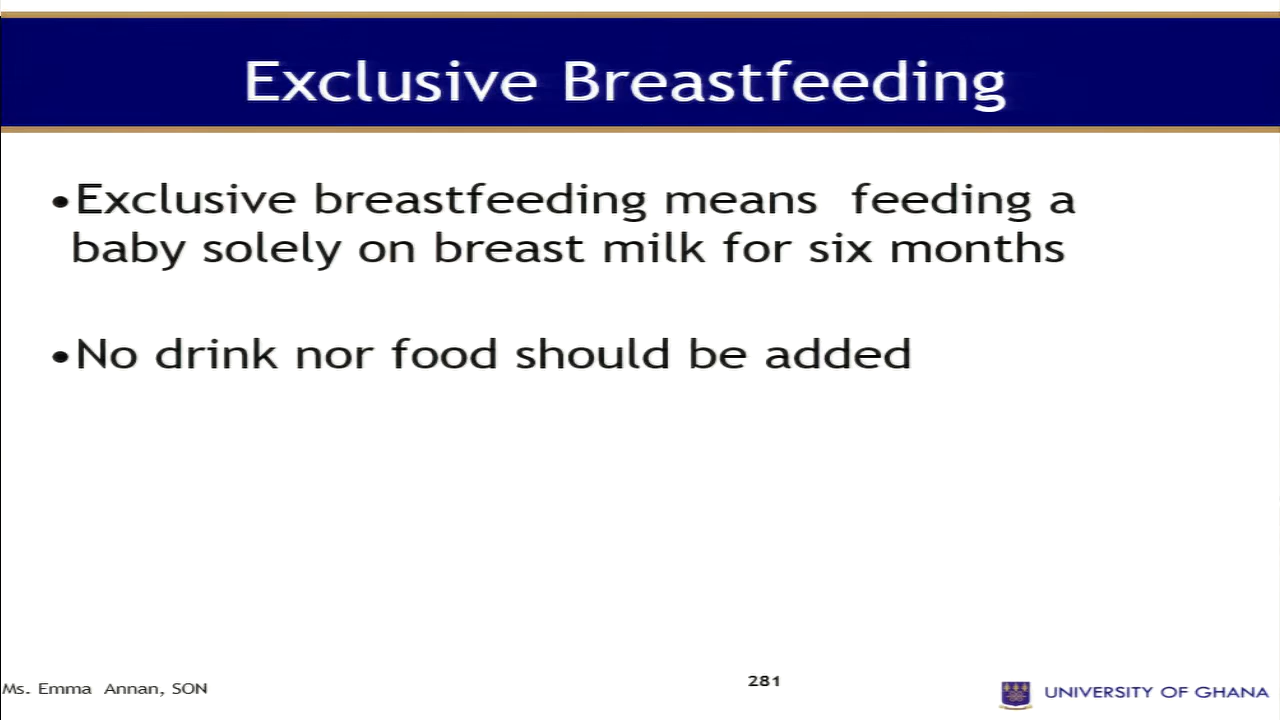 Exclusive Breastfeeding
•Exclusive breastfeeding means feeding a
baby solely on breast milk for six months
•No drink nor food should be added
Ms. Emma Annan, SON
281
UNIVERSITY OF GHANA